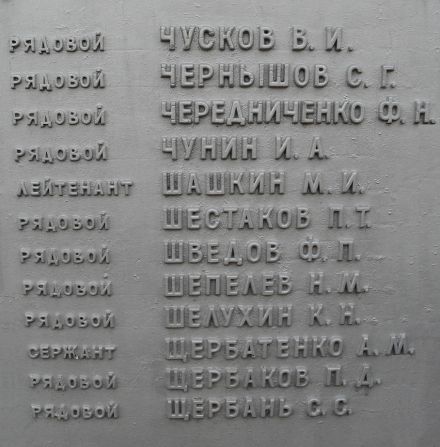 РЯДОВОЙ ЧУСКОВ В. И.
РЯДОВОЙ ЧЕРНЫШОВ С. Г.
РЯДОВОЙ ЧЕРЕДНИЧЕНКО Ф. Н.
РЯДОВОЙ ЧУНИН И. А.
ЛЕЙТЕНАНТ ШАШКИН М. И.
РЯДОВОЙ ШЕСТАКОВ П. Т.
РЯДОВОЙ ШВЕДОВ Ф. П.
РЯДОВОЙ ШЕПЕЛЕВ Н. М.
РЯДОВОЙ ШЕЛУХИН К. Н.
СЕРЖАНТ ЩЕРБАТЕНКО А. М.
РЯДОВОЙ ЩЕРБАКОВ П. Д.
РЯДОВОЙ ЩЕРБАНЬ С. С.